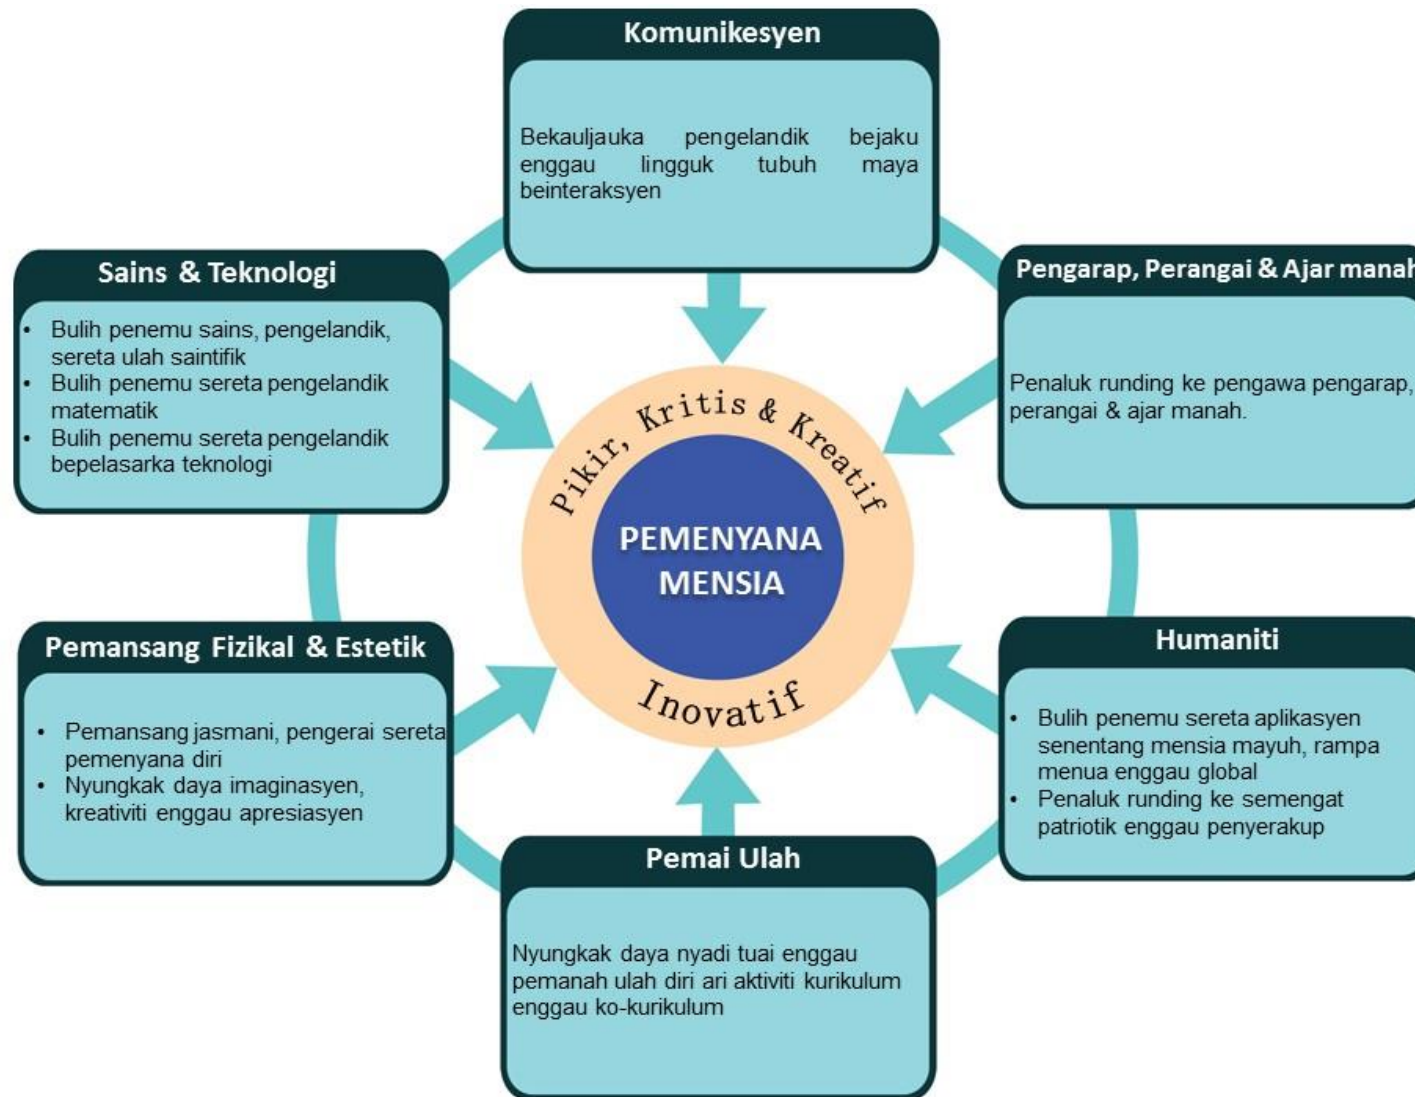 Komunikesyen
Bekauljauka pengelandik bejaku
enggau lingguk tubuh maya
beinteraksyen
Sains & Teknologi
• Bulih penemu sains, pengelandik,
sereta ulah saintifik
• Bulih penemu sereta pengelandik
matematik
• Bulih penemu sereta pengelandik
bepelasarka teknologi
Pengarap, Perangai & Ajar manah
Penaluk runding ke pengawa pengarap,
perangai & ajar manah.
Pikir, Kritis & Kreatif
PEMENYANA
MENSIA
Inovatif
Pemansang Fizikal & Estetik
• Pemansang jasmani, pengerai sereta
pemenyana diri
• Nyungkak daya imaginasyen,
kreativiti enggau apresiasyen
Humaniti
• Bulih penemu sereta aplikasyen
senentang mensia mayuh, rampa
menua enggau global
• Penaluk runding ke semengat
patriotik enggau penyerakup
Pemai Ulah
Nyungkak daya nyadi tuai enggau
pemanah ulah diri ari aktiviti kurikulum
enggau ko-kurikulum